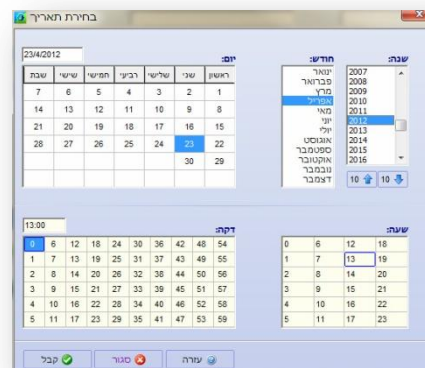 בחירת תאריך
שנה:
חודש:
יום:
23/4/2012
2007
2008
2009
2010
2011
2012
2013
2014
2015
2016
10 10
ינואר
פברואר
מרץ
אפריל
מאי
יוני
יולי
אוגוסט
ספטמבר
אוקטובר
נובמבר
דצמבר
ראשון שני שלישי רביעי חמישי שישי שבת
1 2 3 4 5 6 7
8 9 10 11 12 13 14
15 16 17 18 19 20 21
22 23 24 25 26 27 28
29 30
שעה:
דקה:
13:00
0 6 12 18
1 7 13 19
2 8 14 20
3 9 15 21
4 10 16 22
5 11 17 23
0 6 12 18 24 30 36 42 48 54
1 7 13 19 25 31 37 43 49 55
2 8 14 20 26 32 38 44 50 56
3 9 15 21 27 33 39 45 51 57
4 10 16 22 28 34 40 46 52 58
5 11 17 23 29 35 41 47 53 59
עזרה סגור קבל